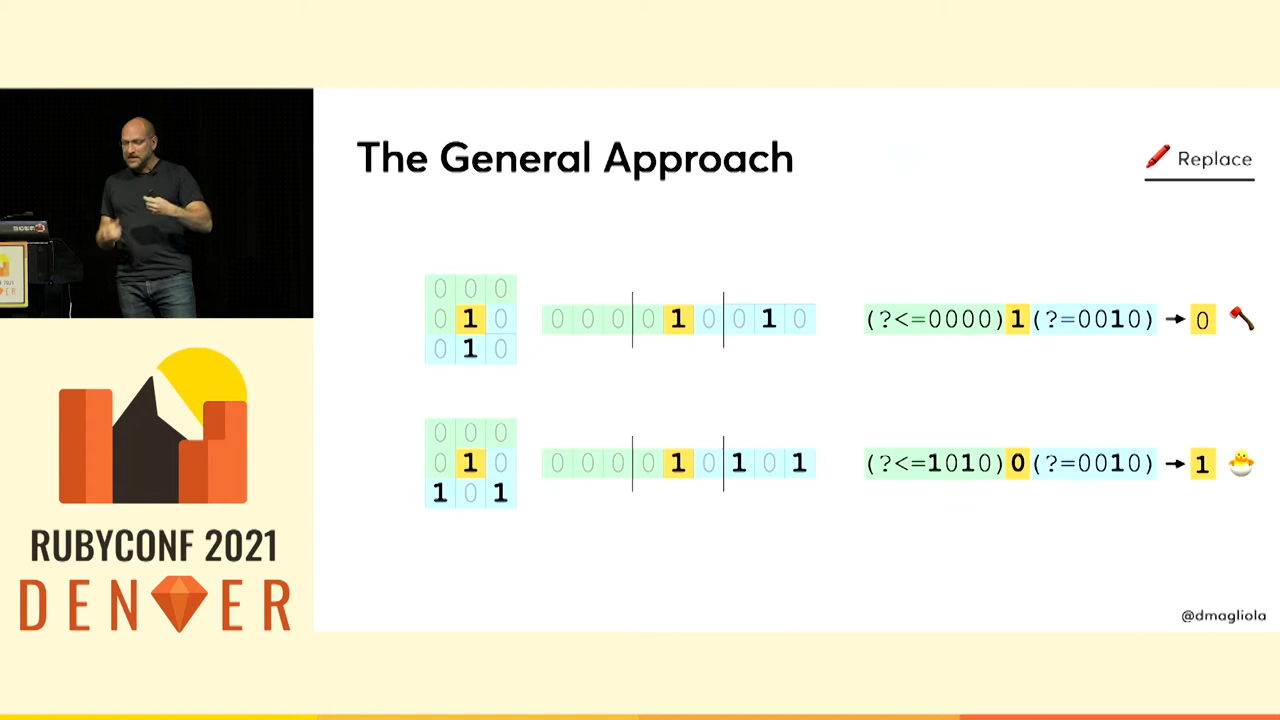 The General Approach
Replace
0 0 0
0 1 0
0 1 0
0 0 0 0 1 0 0 1 0
(?<=0000)1(?=0010) → 0
0 0 0
0 1 0
1 0 1
0 0 0 0 1 0 1 0 1
(?<=1010)0(?=0010) → 1
@dmagliola
RUBYCONF 2021
DENVER